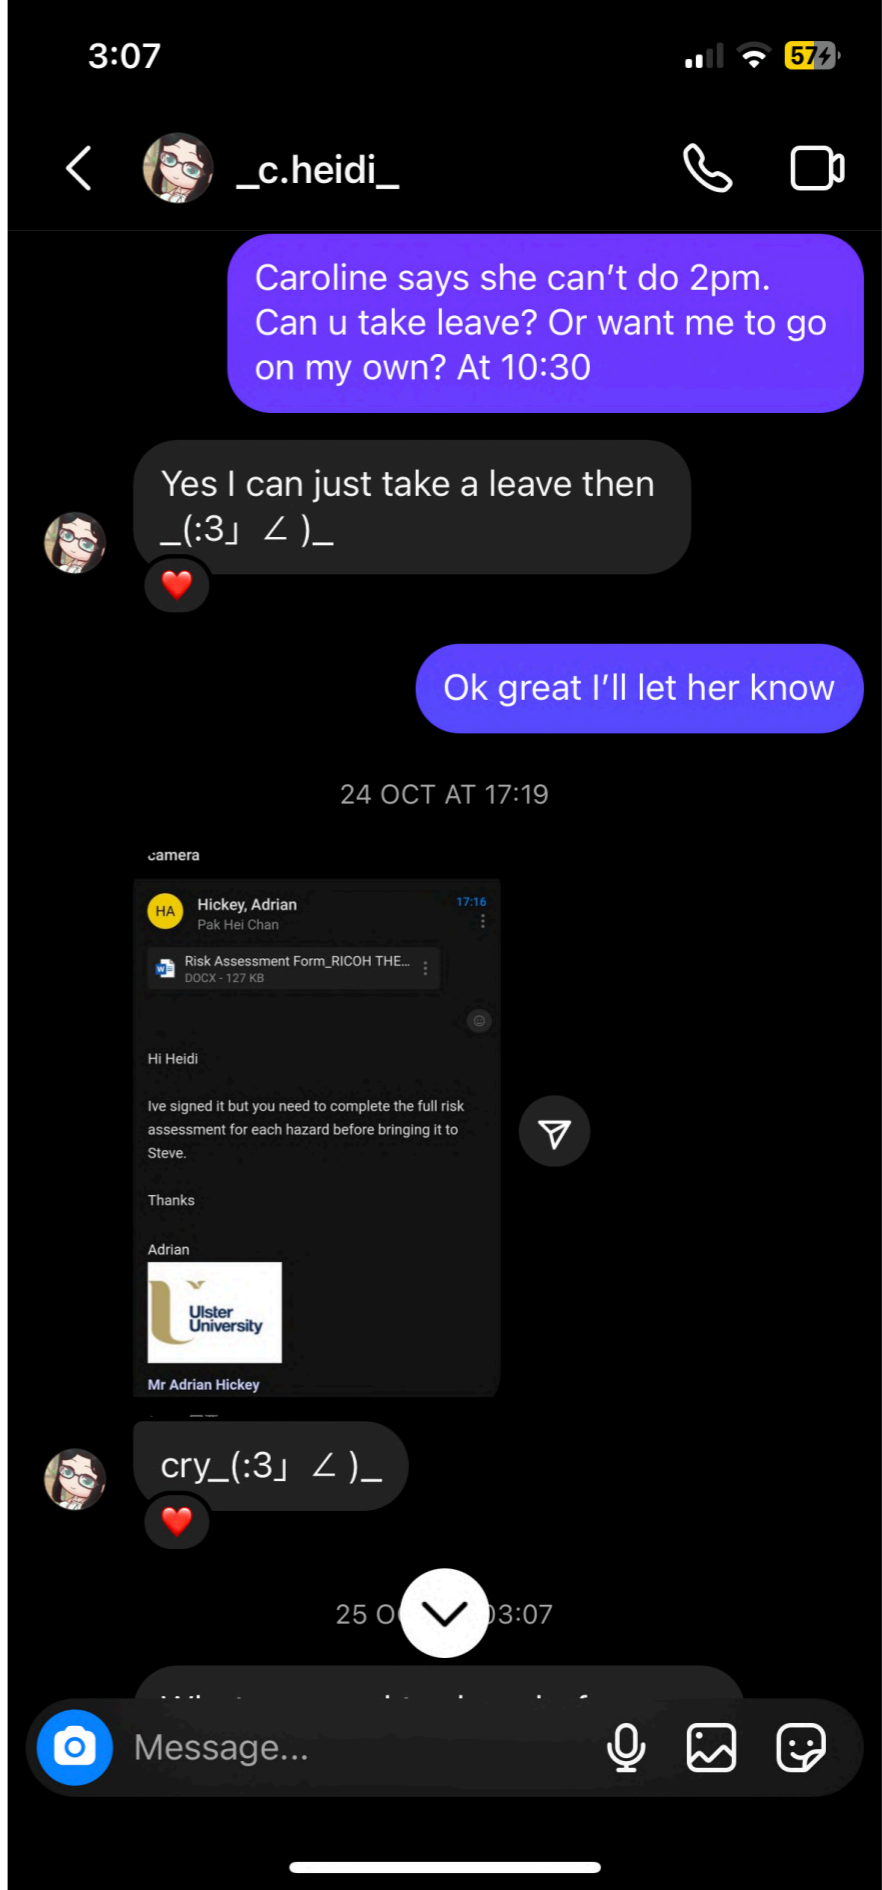 3:07
57
_c.heidi_
Caroline says she can't do 2pm.
Can u take leave? Or want me to go
on my own? At 10:30
Yes I can just take a leave then
_(:3」∠)_
Ok great I'll let her know
24 OCT AT 17:19
camera
HA
Hickey, Adrian
17:16
Pak Hei Chan
Risk Assessment Form_RICOH THE...
DOCX - 127 KB
Hi Heidi
Ive signed it but you need to complete the full risk
assessment for each hazard before bringing it to
Steve.
Thanks
Adrian
Ulster
University
Mr Adrian Hickey
cry_(:3」∠)_
25 O 03:07
Message...